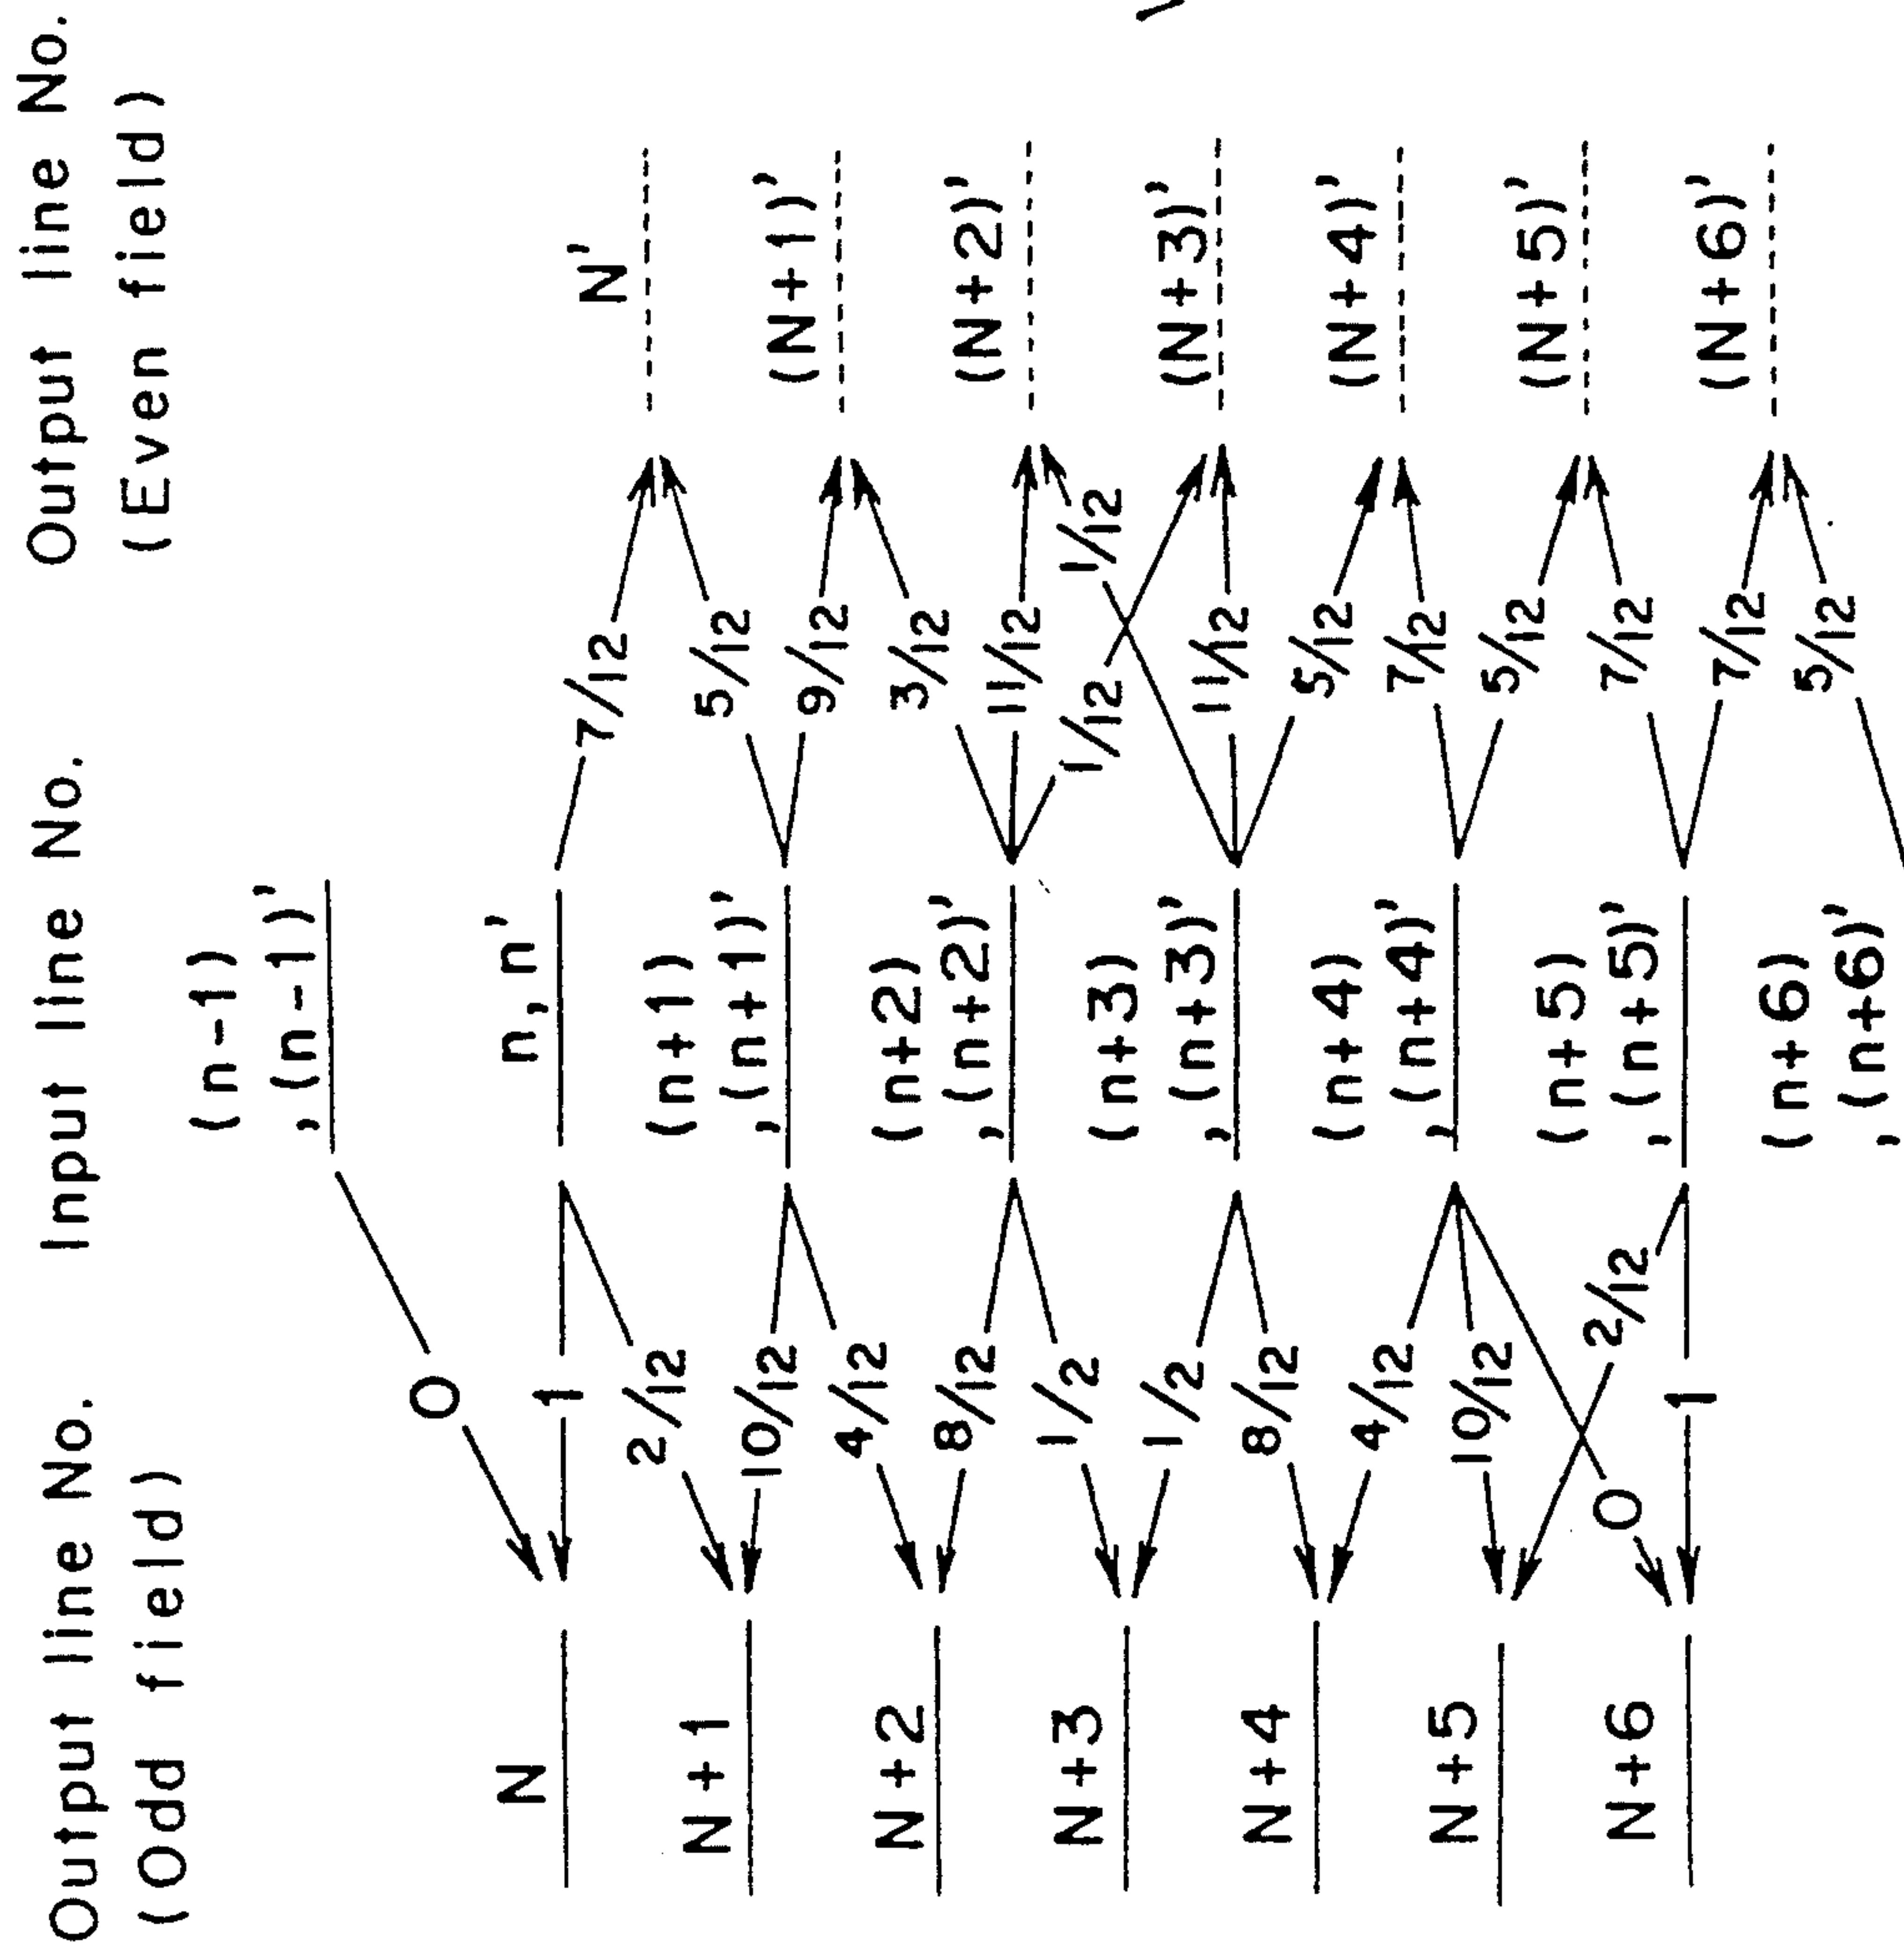 Output line No.
(Odd field)
Input line No.
Output line No.
(Even field)
(n-1)
,(n-1)'
0
N
1
n, n'
7/12
N'
2/12
5/12
N+1
10/12
(n+1)
,(n+1)'
9/12
(N+1)'
4/12
3/12
N+2
8/12
(n+2)
,(n+2)'
11/12
(N+2)'
1/2
1/12
1/12
N+3
1/2
(n+3)
,(n+3)'
11/12
(N+3)'
8/12
5/12
N+4
4/12
(n+4)
,(n+4)'
7/12
(N+4)'
10/12
5/12
N+5
2/12
0
(n+5)
,(n+5)'
7/12
(N+5)'
N+6
1
7/12
(N+6)'
5/12
(n+6)
,(n+6)'